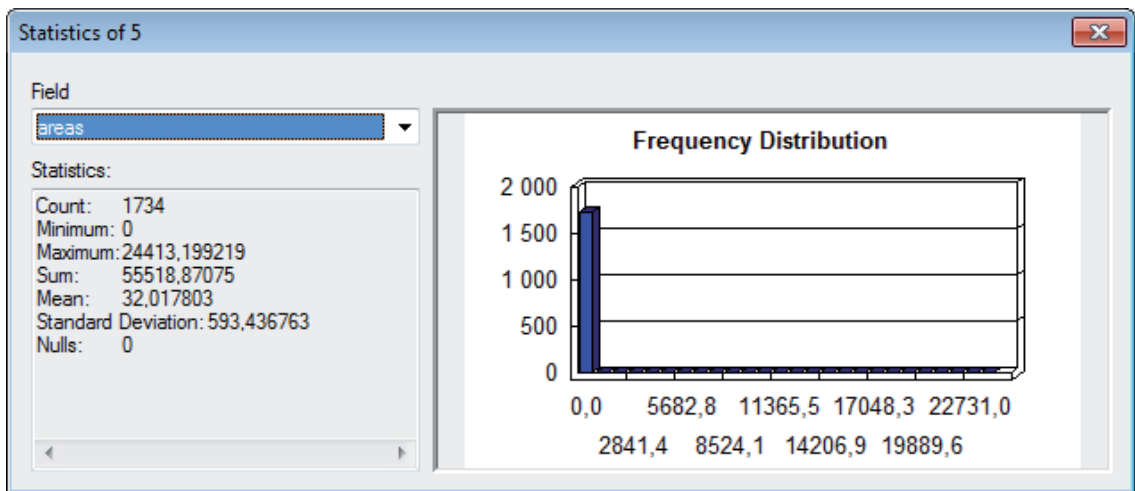 Statistics of 5
Field
areas
Statistics:
Count: 1734
Minimum: 0
Maximum: 24413,199219
Sum: 55518,87075
Mean: 32,017803
Standard Deviation: 593,436763
Nulls: 0
Frequency Distribution
2 000
1 500
1 000
500
0
0,0 5682,8 11365,5 17048,3 22731,0
2841,4 8524,1 14206,9 19889,6